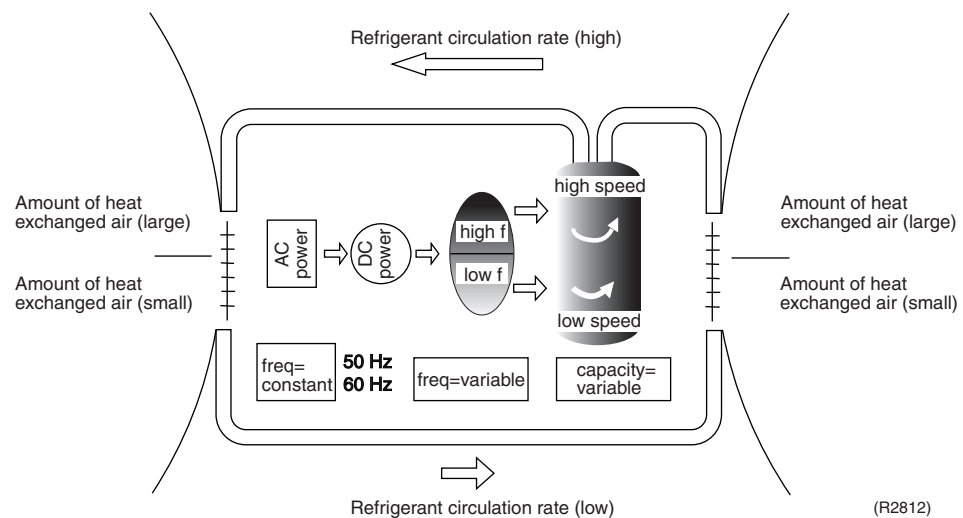 Refrigerant circulation rate (high)
high speed
Amount of heat
exchanged air (large)
Amount of heat
exchanged air (large)
AC
power
DC
power
high f
low f
Amount of heat
exchanged air (small)
Amount of heat
exchanged air (small)
low speed
freq=
constant
50 Hz
60 Hz
freq=variable
capacity=
variable
Refrigerant circulation rate (low)
(R2812)